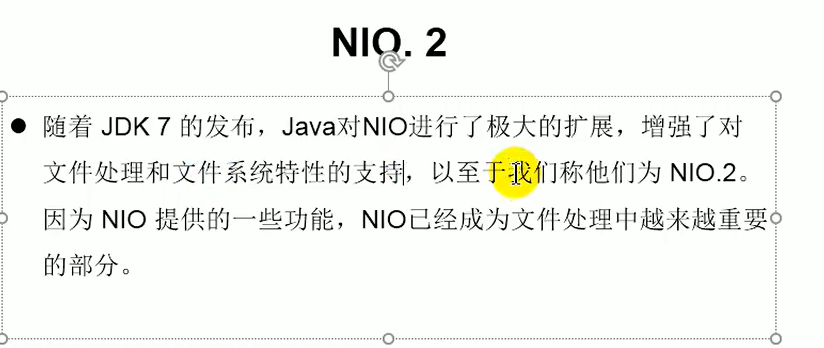 NIO. 2
● 随着 JDK 7 的发布，Java对NIO进行了极大的扩展，增强了对
文件处理和文件系统特性的支持，以至于我们称他们为 NIO.2。
因为 NIO 提供的一些功能，NIO已经成为文件处理中越来越重要
的部分。